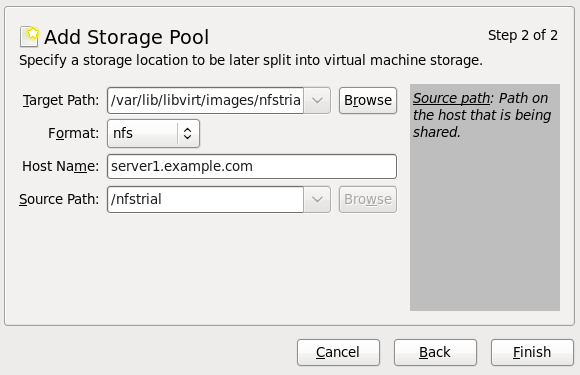 Add Storage Pool
Step 2 of 2
Specify a storage location to be later split into virtual machine storage.
Target Path: /var/lib/libvirt/images/nfstria Browse
Format: nfs
Host Name: server1.example.com
Source Path: /nfstrial Browse
Source path: Path on
the host that is being
shared.
Cancel Back Finish